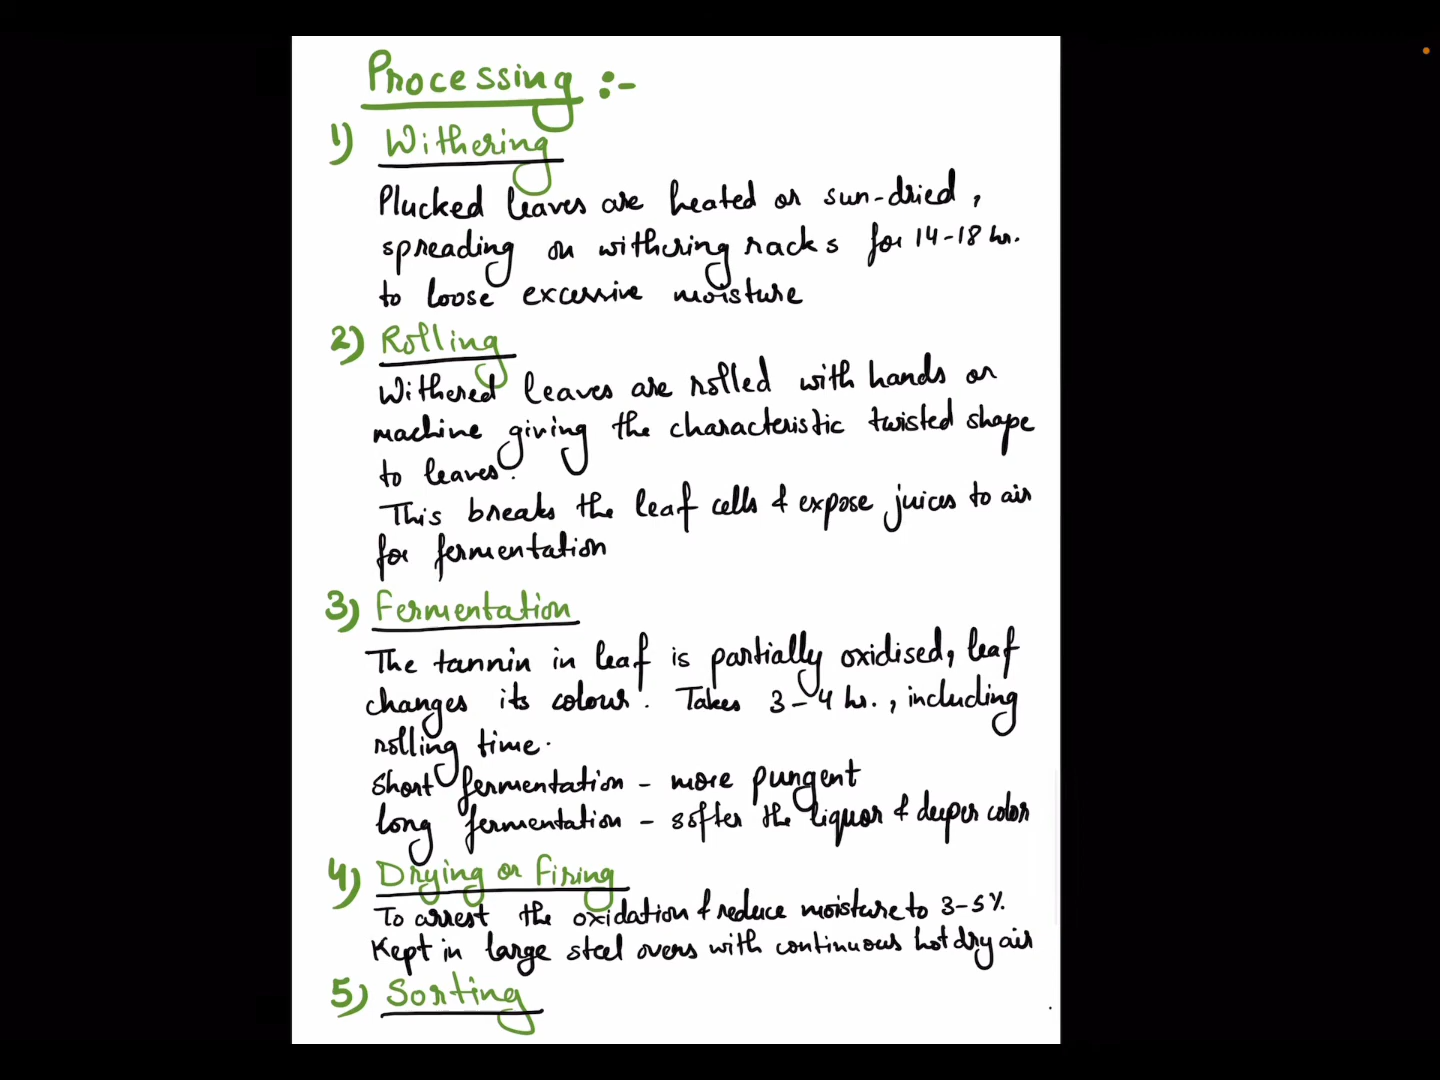 Processing :-
1) Withering
Plucked leaves are heated or sun-dried,
spreading on withering racks for 14-18 hr.
to loose excessive moisture
2) Rolling
Withered leaves are rolled with hands or
machine giving the characteristic twisted shape
to leaves.
This breaks the leaf cells & expose juices to air
for fermentation
3) Fermentation
The tannin in leaf is partially oxidised, leaf
changes its colour. Takes 3-4 hr., including
rolling time.
Short fermentation - more pungent
long fermentation - softer the liquor & deeper color
4) Drying or Firing
To arrest the oxidation & reduce moisture to 3-5%
Kept in large steel ovens with continuous hot dry air
5) Sorting